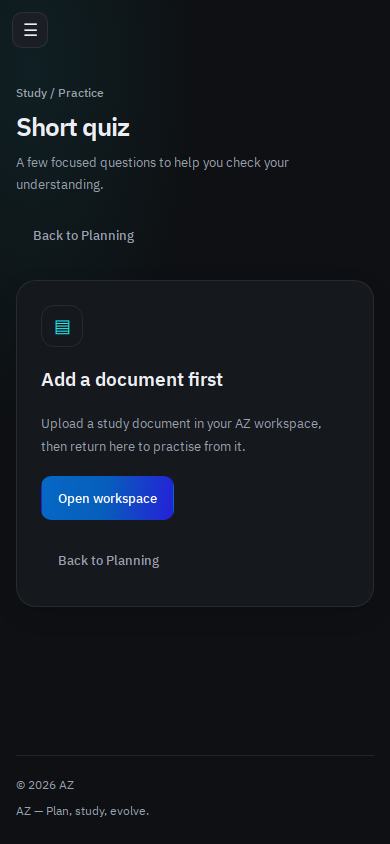 Study / Practice
Short quiz
A few focused questions to help you check your
understanding.
Back to Planning
Add a document first
Upload a study document in your AZ workspace,
then return here to practise from it.
Open workspace
Back to Planning
© 2026 AZ
AZ — Plan, study, evolve.